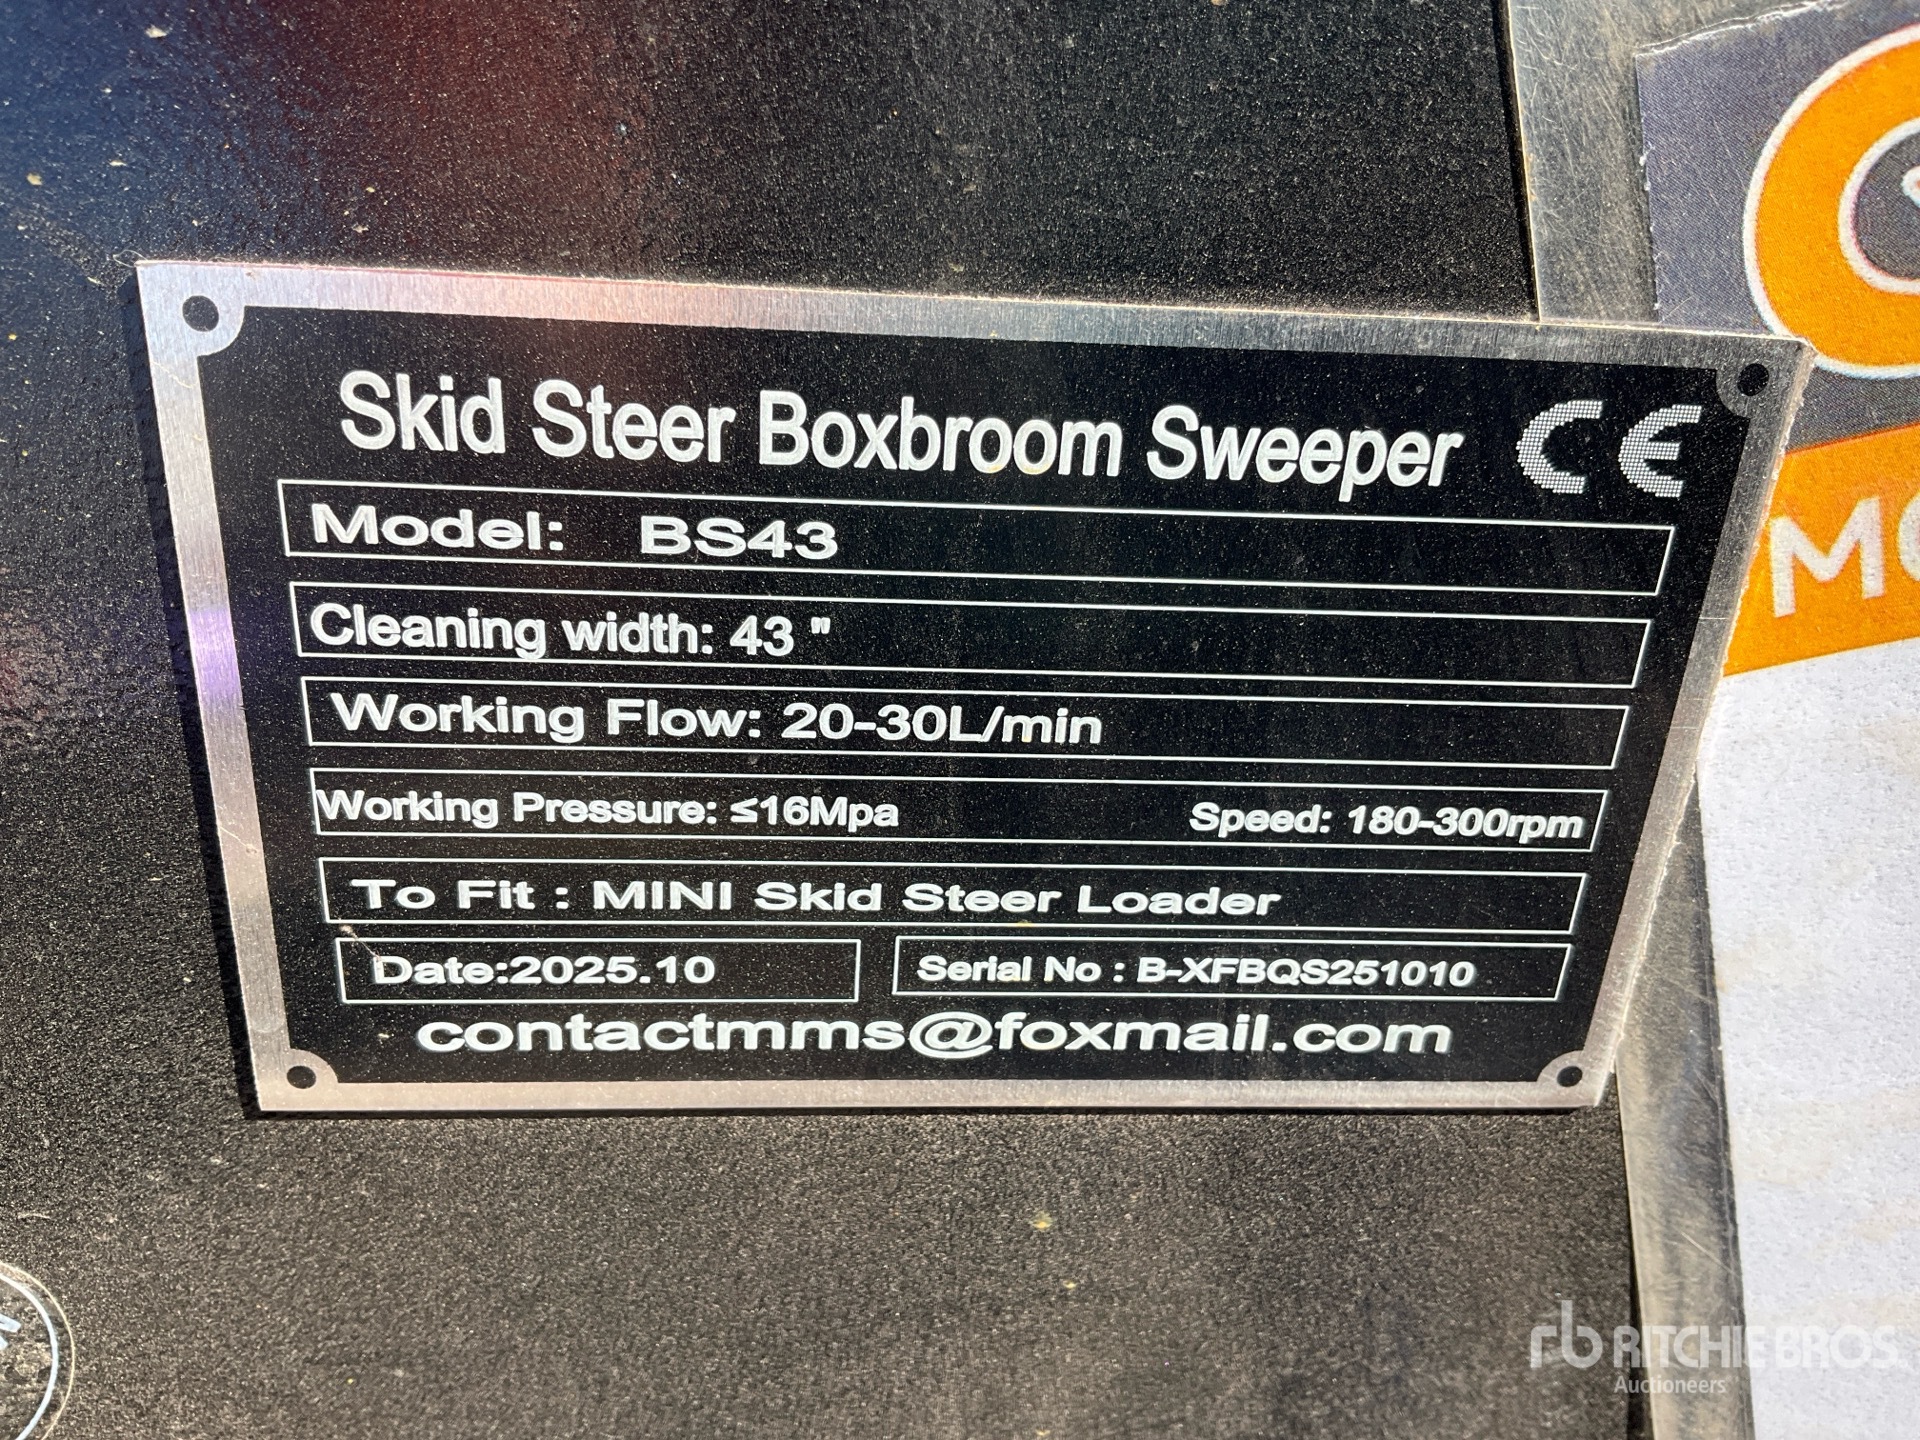 Skid Steer Boxbroom Sweeper CE
Model: BS43
Cleaning width: 43 "
Working Flow: 20-30L/min
Working Pressure: ≤16Mpa Speed: 180-300rpm
To Fit : MINI Skid Steer Loader
Date:2025.10 Serial No : B-XFBQS251010
contactmms@foxmail.com
rb RITCHIE BROS.
Auctioneers